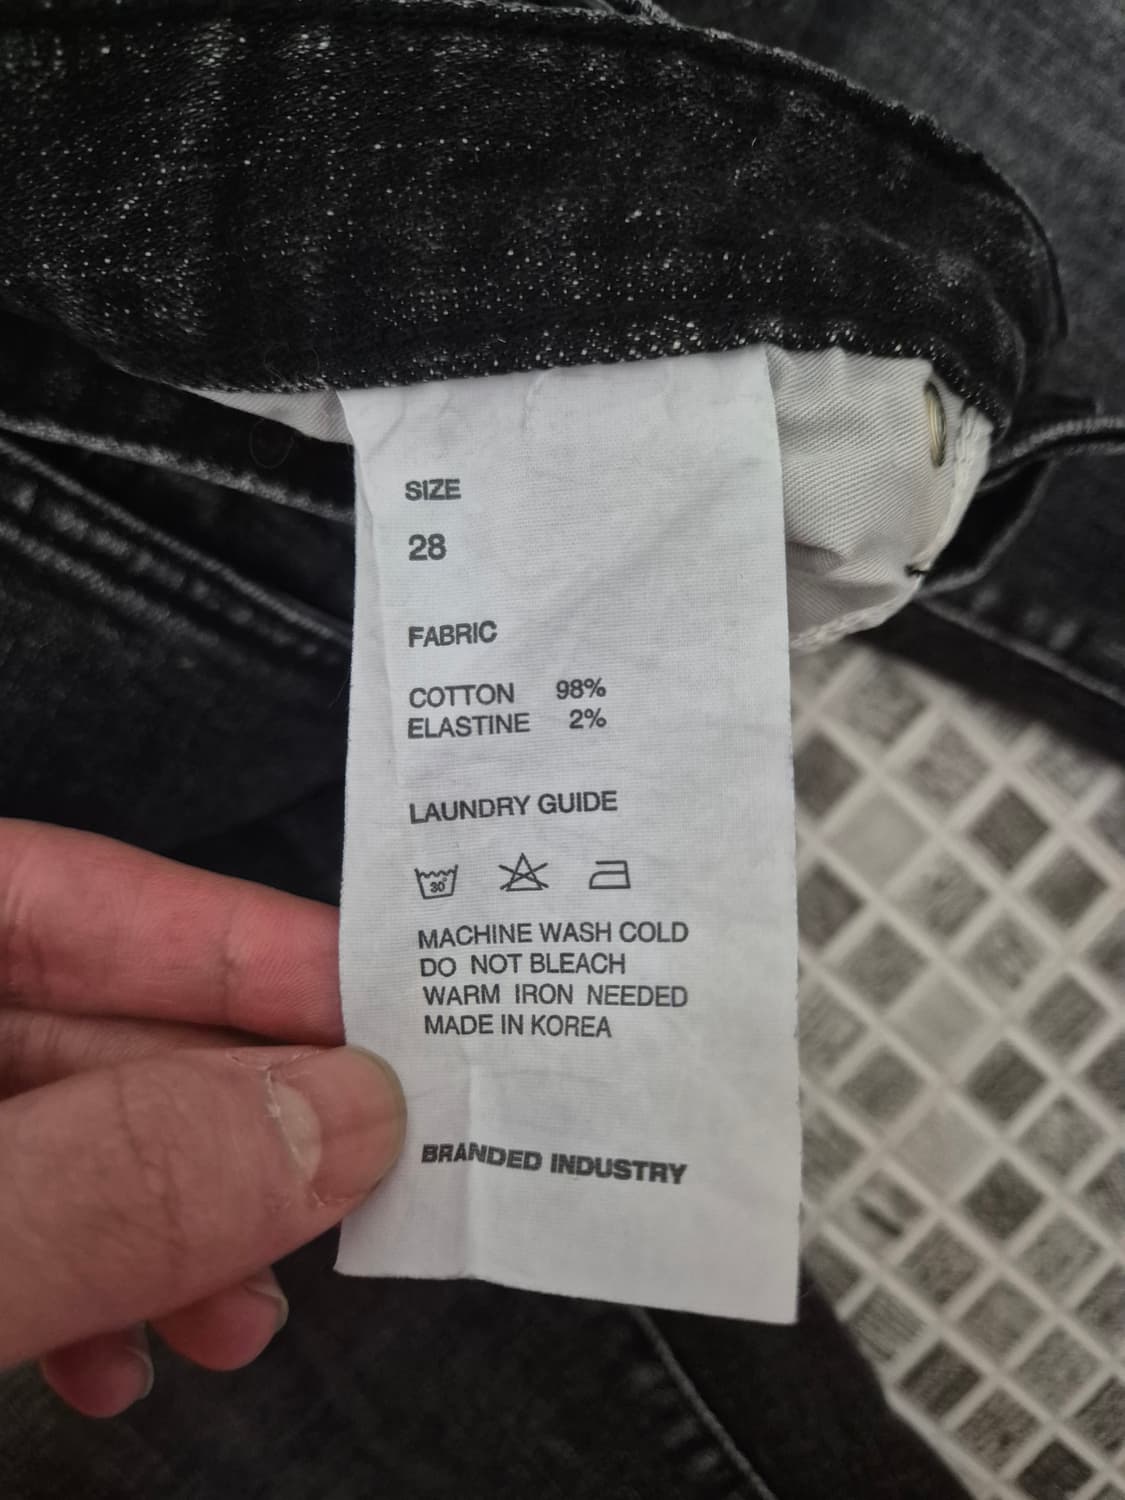 SIZE
28
FABRIC
COTTON 98%
ELASTINE 2%
LAUNDRY GUIDE
30°
MACHINE WASH COLD
DO NOT BLEACH
WARM IRON NEEDED
MADE IN KOREA
BRANDED INDUSTRY